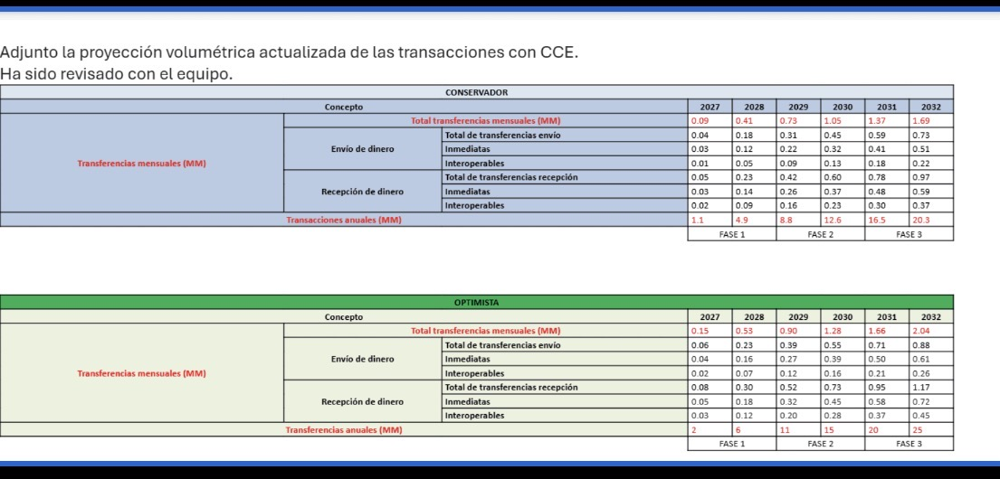 Adjunto la proyección volumétrica actualizada de las transacciones con CCE.
Ha sido revisado con el equipo.
CONSERVADOR
Concepto 2027 2028 2029 2030 2031 2032
Total transferencias mensuales (MM) 0.09 0.41 0.73 1.05 1.37 1.69
Total de transferencias envío 0.04 0.18 0.31 0.45 0.59 0.73
Envío de dinero Inmediatas 0.03 0.12 0.22 0.32 0.41 0.51
Transferencias mensuales (MM) Interoperables 0.01 0.05 0.09 0.13 0.18 0.22
Total de transferencias recepción 0.05 0.23 0.42 0.60 0.78 0.97
Recepción de dinero Inmediatas 0.03 0.14 0.26 0.37 0.48 0.59
Interoperables 0.02 0.09 0.16 0.23 0.30 0.37
Transacciones anuales (MM) 1.1 4.9 8.8 12.6 16.5 20.3
FASE 1 FASE 2 FASE 3
OPTIMISTA
Concepto 2027 2028 2029 2030 2031 2032
Total transferencias mensuales (MM) 0.15 0.53 0.90 1.28 1.66 2.04
Total de transferencias envío 0.06 0.23 0.39 0.55 0.71 0.88
Envío de dinero Inmediatas 0.04 0.16 0.27 0.39 0.50 0.61
Transferencias mensuales (MM) Interoperables 0.02 0.07 0.12 0.16 0.21 0.26
Total de transferencias recepción 0.08 0.30 0.52 0.73 0.95 1.17
Recepción de dinero Inmediatas 0.05 0.18 0.32 0.45 0.58 0.72
Interoperables 0.03 0.12 0.20 0.28 0.37 0.45
Transferencias anuales (MM) 2 6 11 15 20 25
FASE 1 FASE 2 FASE 3